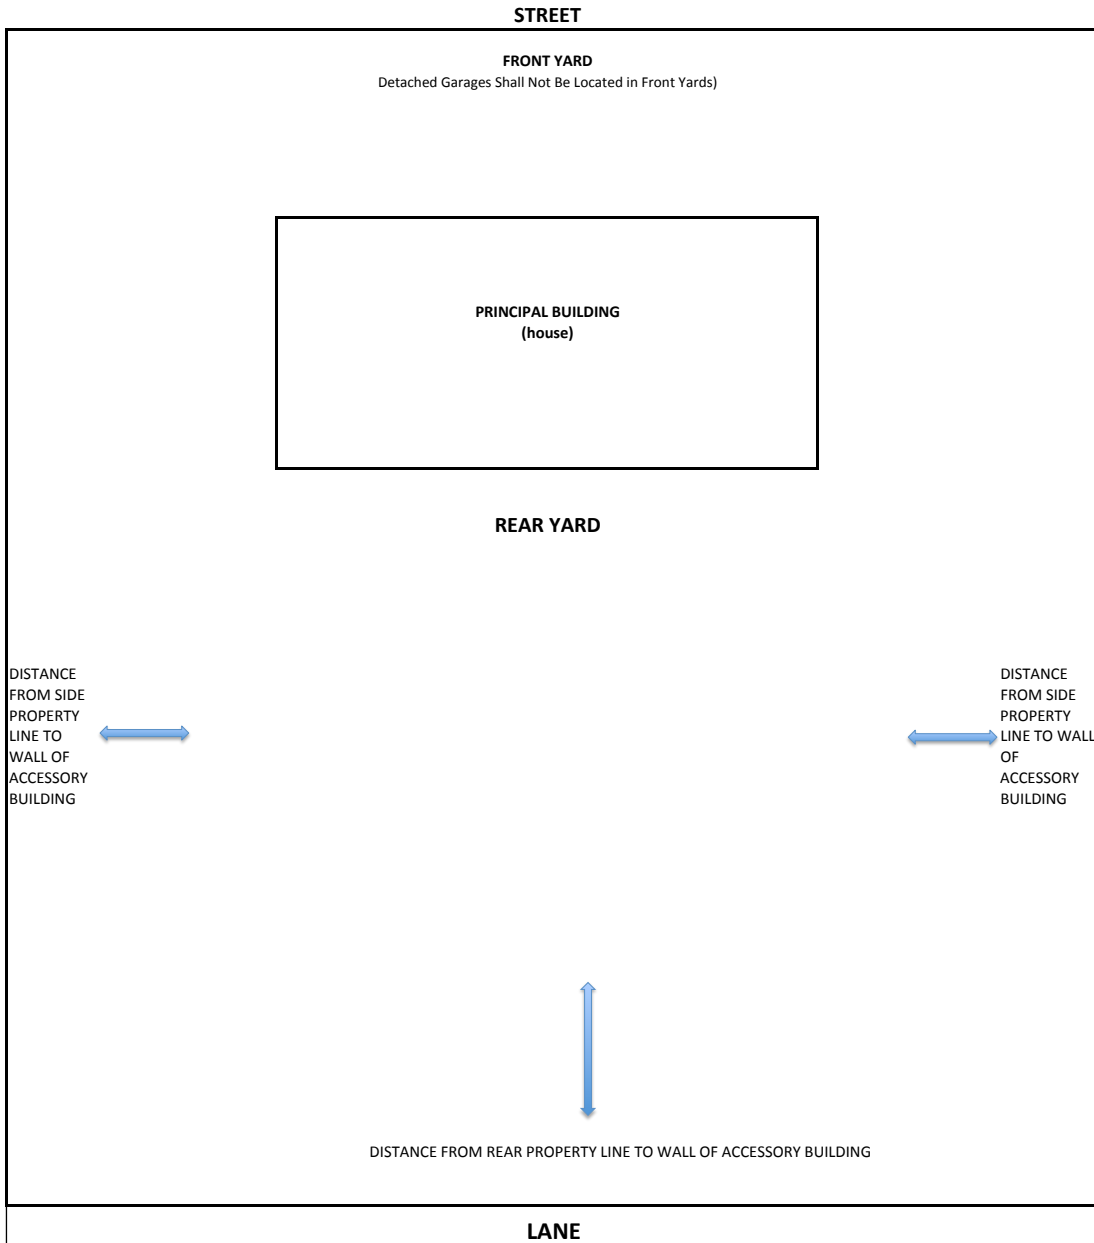 STREET
FRONT YARD
Detached Garages Shall Not Be Located in Front Yards)
PRINCIPAL BUILDING
(house)
REAR YARD
DISTANCE
FROM SIDE
PROPERTY
LINE TO
WALL OF
ACCESSORY
BUILDING
DISTANCE
FROM SIDE
PROPERTY
LINE TO WALL
OF
ACCESSORY
BUILDING
DISTANCE FROM REAR PROPERTY LINE TO WALL OF ACCESSORY BUILDING
LANE